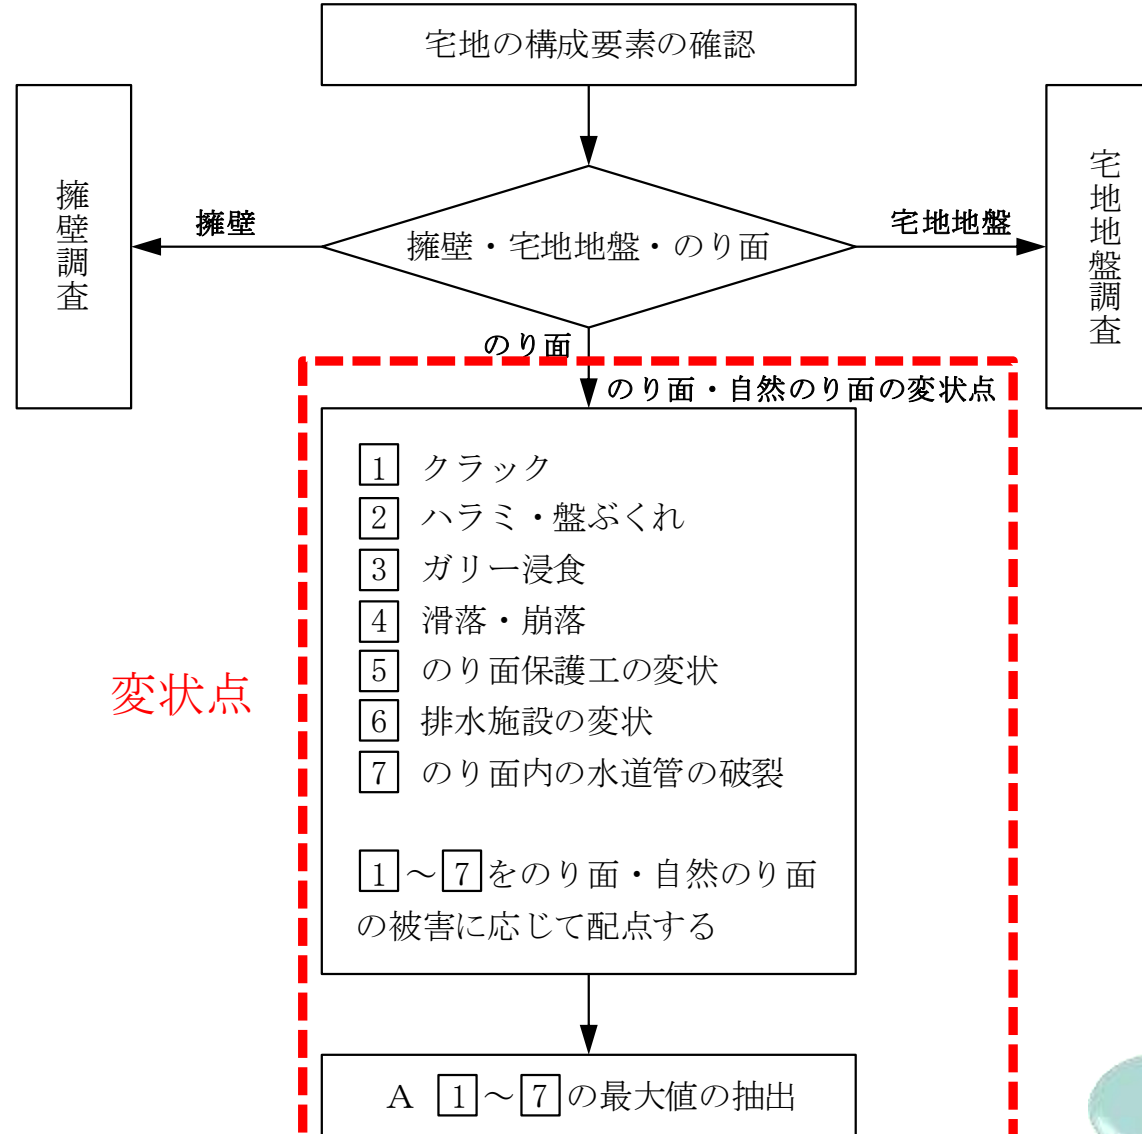 宅地の構成要素の確認
擁壁・宅地地盤・のり面
擁壁
擁壁調査
宅地地盤
宅地地盤調査
のり面
のり面・自然のり面の変状点
1 クラック
2 ハラミ・盤ぶくれ
3 ガリー浸食
4 滑落・崩落
5 のり面保護工の変状
6 排水施設の変状
7 のり面内の水道管の破裂
1～7をのり面・自然のり面
の被害に応じて配点する
変状点
A 1～7の最大値の抽出